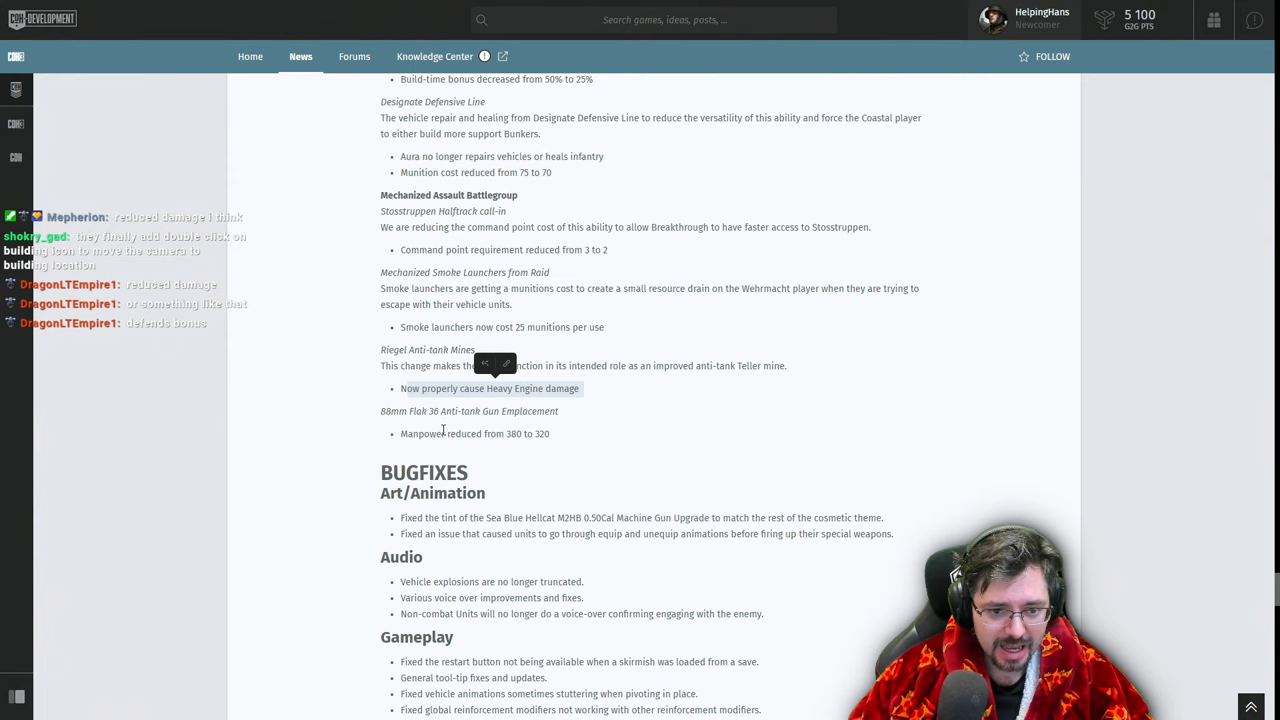 COH-DEVELOPMENT
Search games, ideas, posts, ...
HelpingHans
Newcomer
5 100
G2G PTS
COH3
Home
News
Forums
Knowledge Center
FOLLOW
• Build-time bonus decreased from 50% to 25%
Designate Defensive Line
The vehicle repair and healing from Designate Defensive Line to reduce the versatility of this ability and force the Coastal player
to either build more support Bunkers.
• Aura no longer repairs vehicles or heals infantry
• Munition cost reduced from 75 to 70
Mechanized Assault Battlegroup
Stosstruppen Halftrack call-in
We are reducing the command point cost of this ability to allow Breakthrough to have faster access to Stosstruppen.
• Command point requirement reduced from 3 to 2
Mechanized Smoke Launchers from Raid
Smoke launchers are getting a munitions cost to create a small resource drain on the Wehrmacht player when they are trying to
escape with their vehicle units.
• Smoke launchers now cost 25 munitions per use
Riegel Anti-tank Mines
This change makes the nction in its intended role as an improved anti-tank Teller mine.
• Now properly cause Heavy Engine damage
88mm Flak 36 Anti-tank Gun Emplacement
• Manpower reduced from 380 to 320
BUGFIXES
Art/Animation
• Fixed the tint of the Sea Blue Hellcat M2HB 0.50Cal Machine Gun Upgrade to match the rest of the cosmetic theme.
• Fixed an issue that caused units to go through equip and unequip animations before firing up their special weapons.
Audio
• Vehicle explosions are no longer truncated.
• Various voice over improvements and fixes.
• Non-combat Units will no longer do a voice-over confirming engaging with the enemy.
Gameplay
• Fixed the restart button not being available when a skirmish was loaded from a save.
• General tool-tip fixes and updates.
• Fixed vehicle animations sometimes stuttering when pivoting in place.
• Fixed global reinforcement modifiers not working with other reinforcement modifiers.
COH3
COH
Mepherion: reduced damage i think
shokry_gad: they finally add double click on
building icon to move the camera to
building location
DragonLTEmpire1: reduced damage
DragonLTEmpire1: or something like that
DragonLTEmpire1: defends bonus